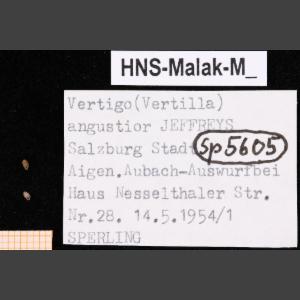 HNS-Malak-M_
Vertigo(Vertilla)
angustior JEFFREYS
Salzburg Stadt
Sp5605
Aigen.Aubach-Auswurfbei
Haus Nesselthaler Str.
Nr.28. 14.5.1954/1
SPERLING